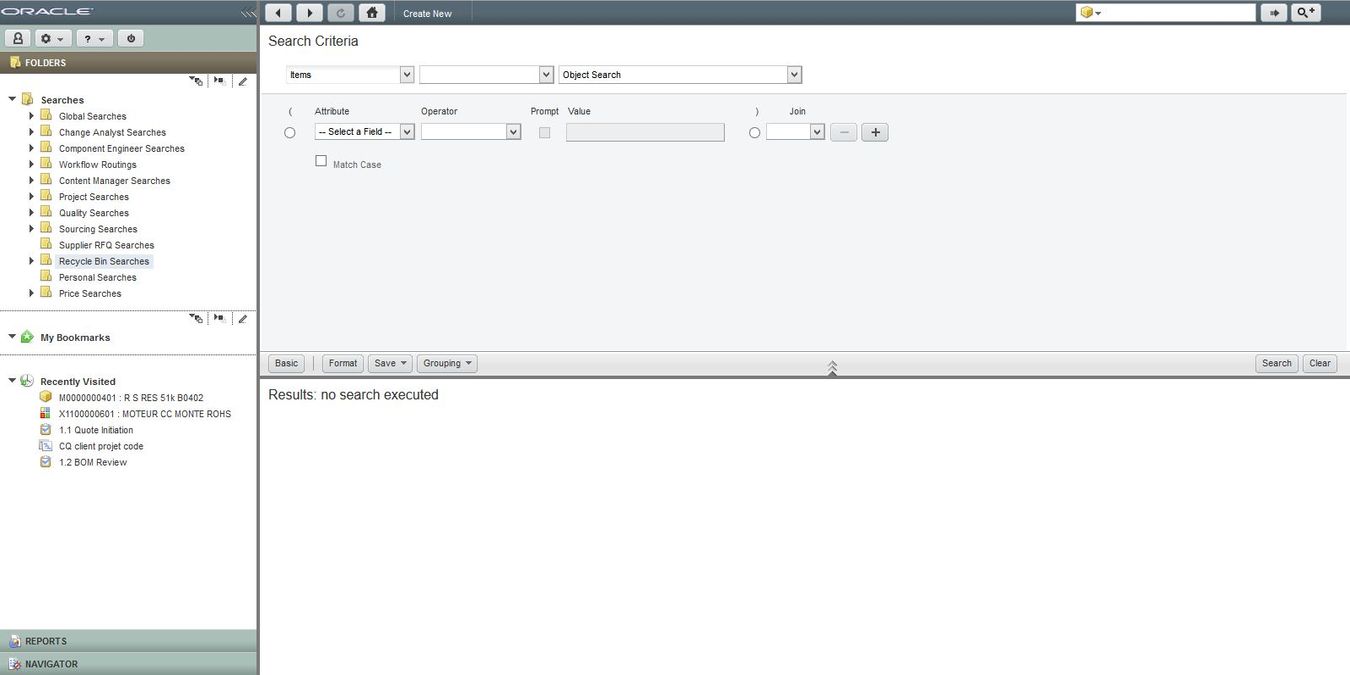 ORACLE
Create New
FOLDERS
Searches
Global Searches
Change Analyst Searches
Component Engineer Searches
Workflow Routings
Content Manager Searches
Project Searches
Quality Searches
Sourcing Searches
Supplier RFQ Searches
Recycle Bin Searches
Personal Searches
Price Searches
My Bookmarks
Recently Visited
M0000000401 : R S RES 51k B0402
X1100000601 : MOTEUR CC MONTE ROHS
1.1 Quote Initiation
CQ client projet code
1.2 BOM Review
REPORTS
NAVIGATOR
Search Criteria
Items Object Search
( Attribute Operator Prompt Value ) Join
-- Select a Field --
Match Case
Basic Format Save Grouping Search Clear
Results: no search executed